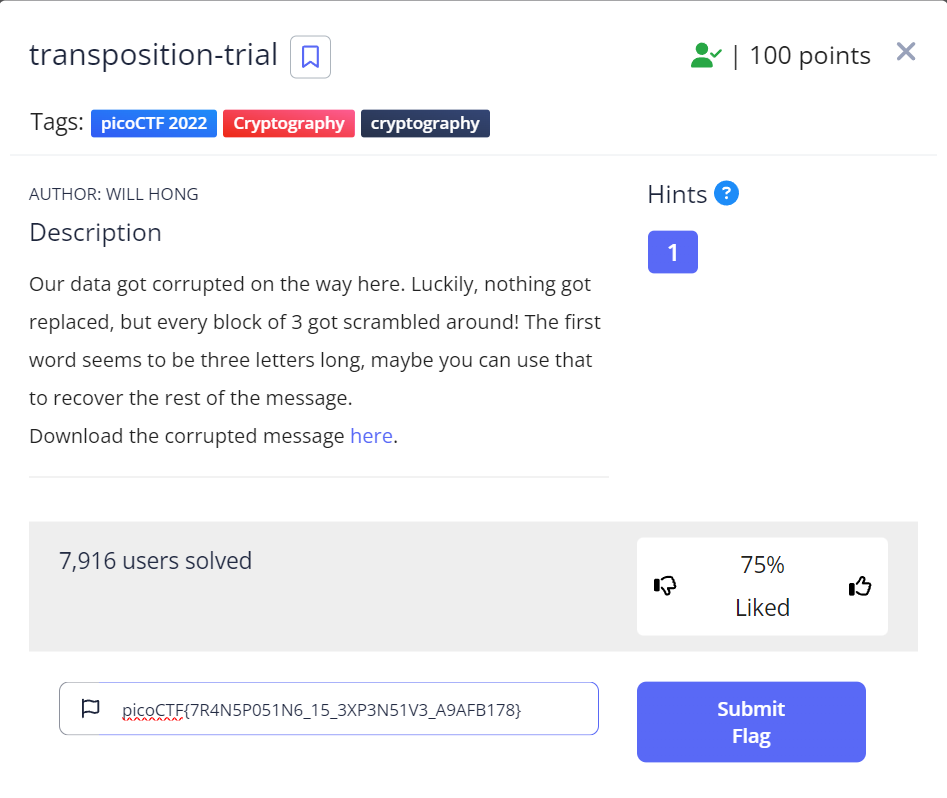 transposition-trial
| 100 points
Tags: picoCTF 2022 Cryptography cryptography
AUTHOR: WILL HONG
Hints ?
Description
1
Our data got corrupted on the way here. Luckily, nothing got
replaced, but every block of 3 got scrambled around! The first
word seems to be three letters long, maybe you can use that
to recover the rest of the message.
Download the corrupted message here.
7,916 users solved
75%
Liked
picoCTF{7R4N5P051N6_15_3XP3N51V3_A9AFB178}
Submit
Flag